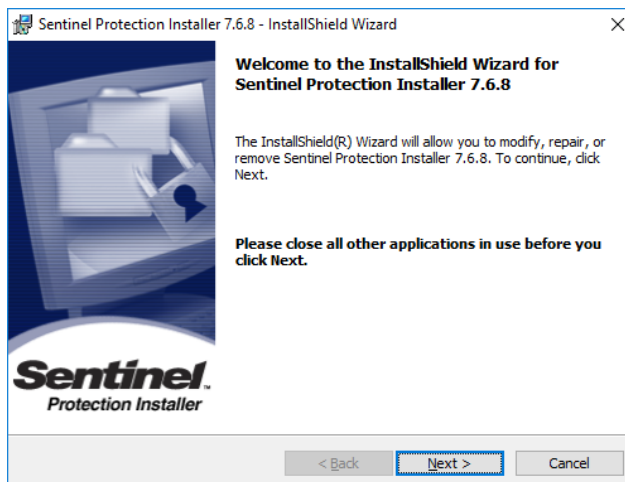 Sentinel Protection Installer 7.6.8 - InstallShield Wizard
Welcome to the InstallShield Wizard for
Sentinel Protection Installer 7.6.8
The InstallShield(R) Wizard will allow you to modify, repair, or
remove Sentinel Protection Installer 7.6.8. To continue, click
Next.
Please close all other applications in use before you
click Next.
Sentinel™
Protection Installer
< Back
Next >
Cancel